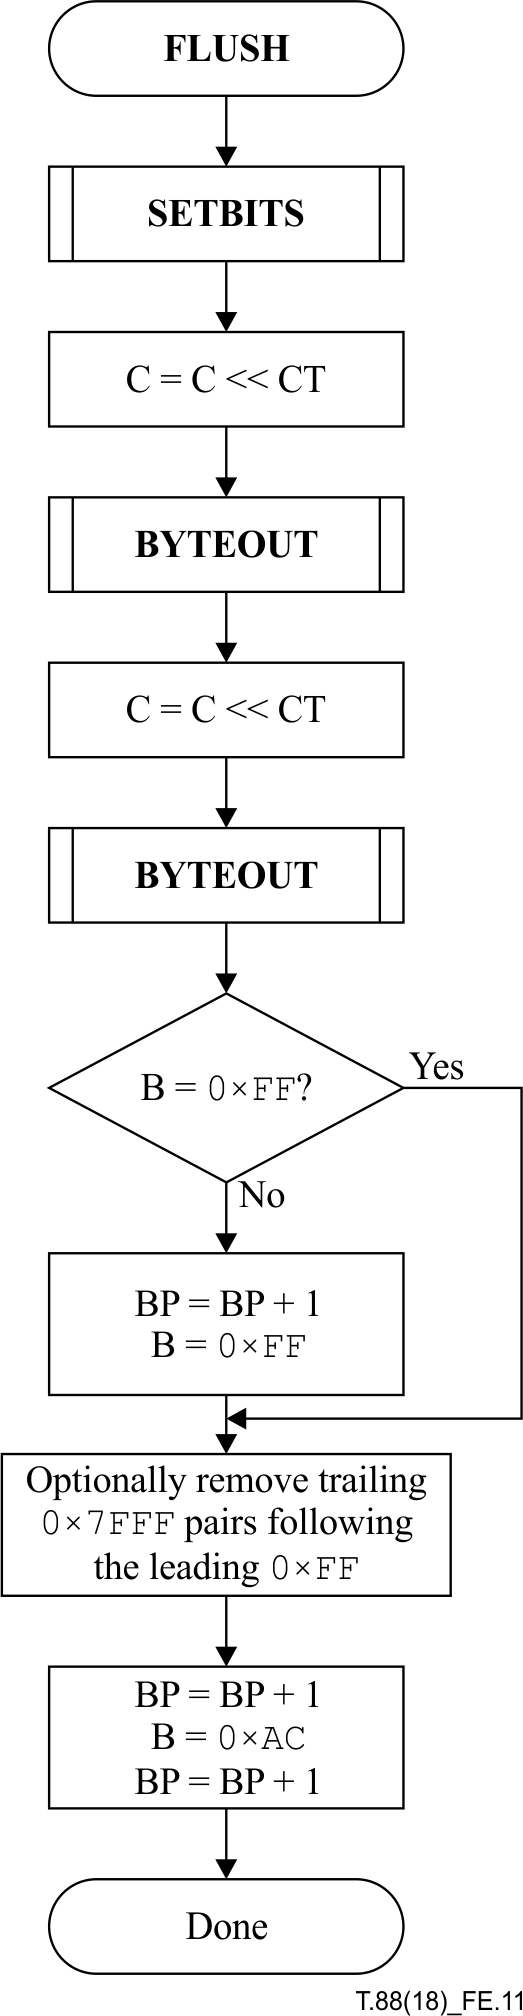 FLUSH
SETBITS
C = C << CT
BYTEOUT
C = C << CT
BYTEOUT
B = 0×FF?
Yes
No
BP = BP + 1
B = 0×FF
Optionally remove trailing
0×7FFF pairs following
the leading 0×FF
BP = BP + 1
B = 0×AC
BP = BP + 1
Done
T.88(18)_FE.11